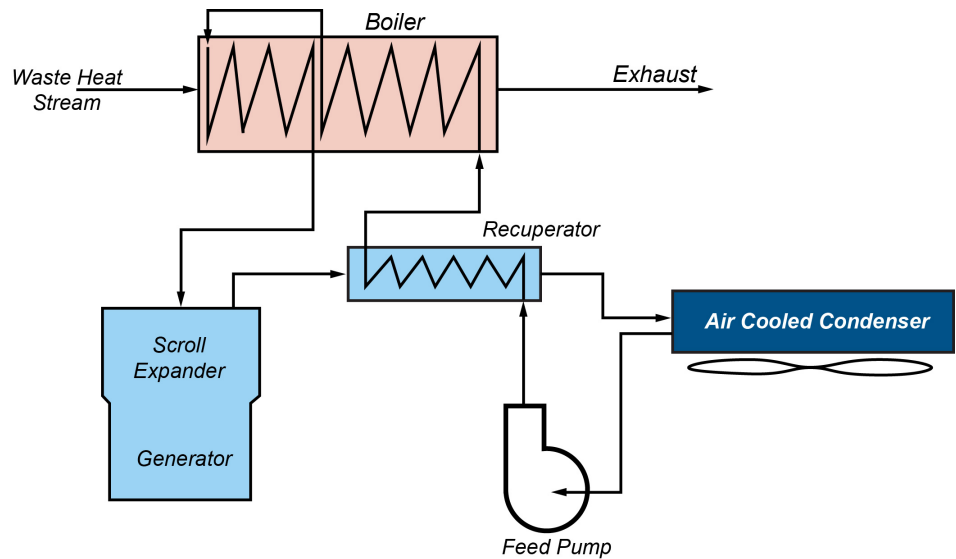 Boiler
Waste Heat
Stream
Exhaust
Recuperator
Air Cooled Condenser
Scroll
Expander
Generator
Feed Pump